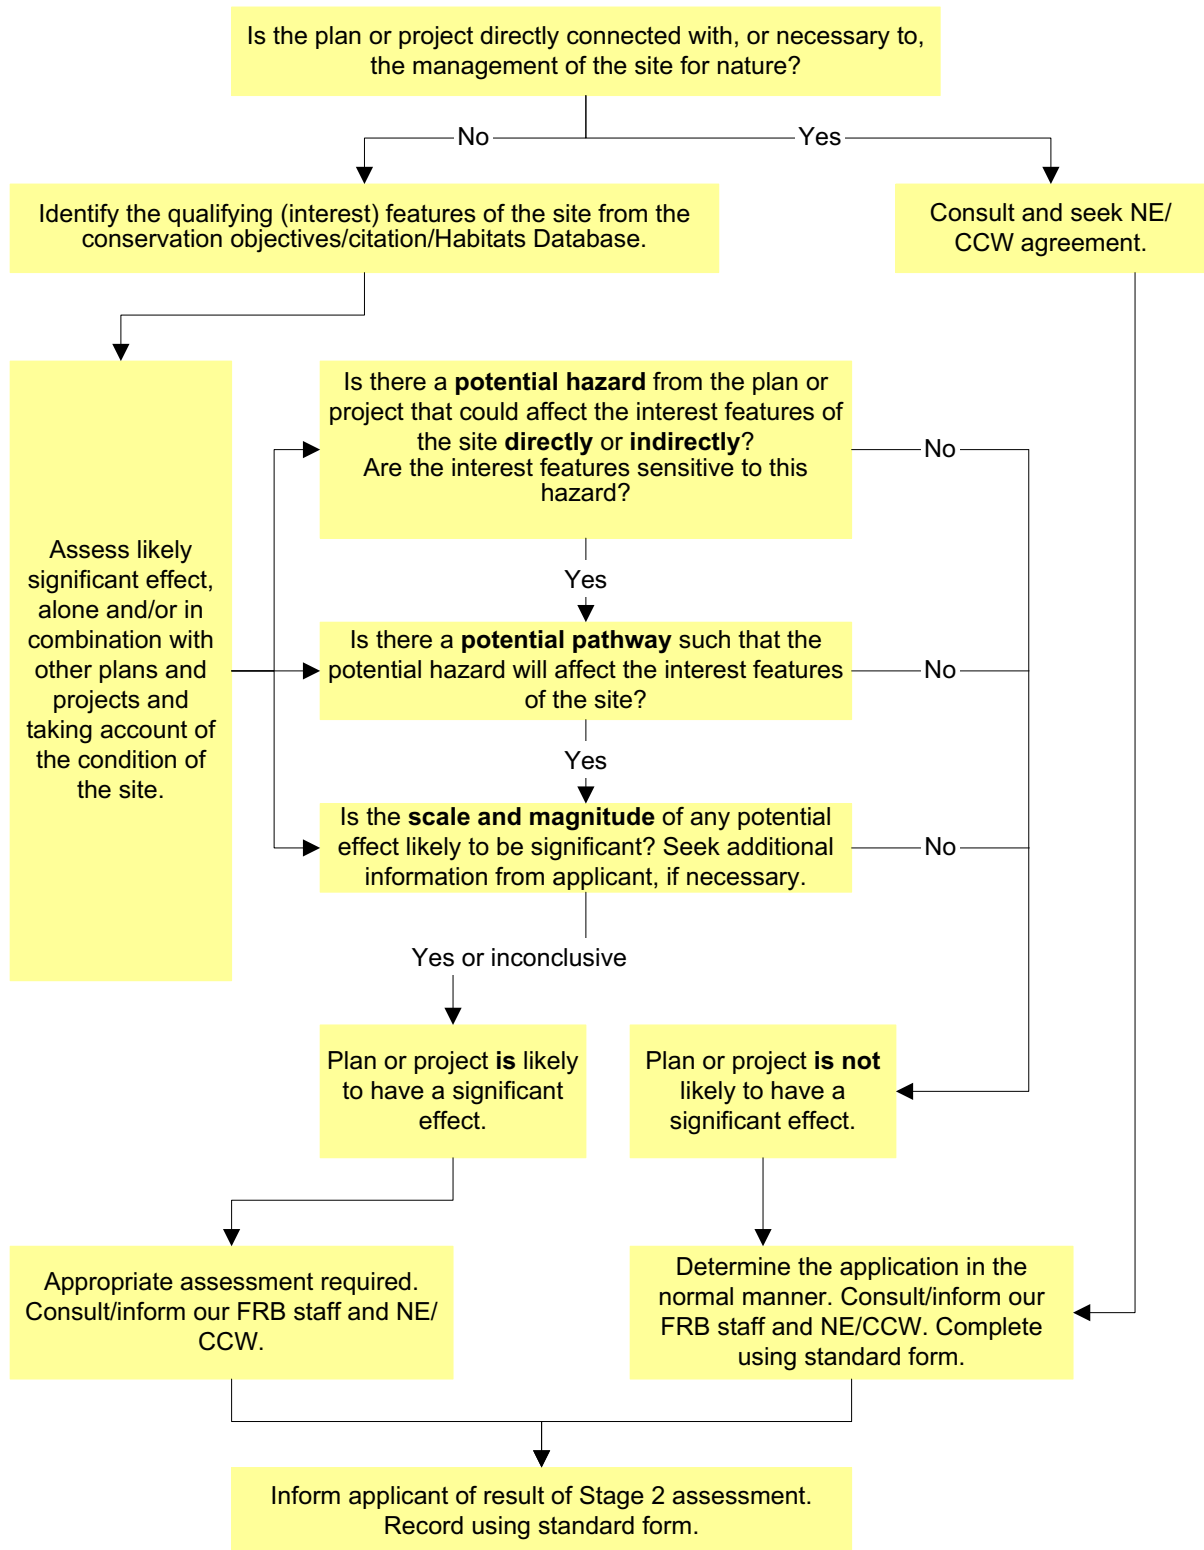 Is the plan or project directly connected with, or necessary to,
the management of the site for nature?
No
Yes
Identify the qualifying (interest) features of the site from the
conservation objectives/citation/Habitats Database.
Consult and seek NE/
CCW agreement.
Assess likely
significant effect,
alone and/or in
combination with
other plans and
projects and
taking account of
the condition of
the site.
Is there a potential hazard from the plan or
project that could affect the interest features of
the site directly or indirectly?
Are the interest features sensitive to this
hazard?
No
Yes
Is there a potential pathway such that the
potential hazard will affect the interest features
of the site?
No
Yes
Is the scale and magnitude of any potential
effect likely to be significant? Seek additional
information from applicant, if necessary.
No
Yes or inconclusive
Plan or project is likely
to have a significant
effect.
Plan or project is not
likely to have a
significant effect.
Appropriate assessment required.
Consult/inform our FRB staff and NE/
CCW.
Determine the application in the
normal manner. Consult/inform our
FRB staff and NE/CCW. Complete
using standard form.
Inform applicant of result of Stage 2 assessment.
Record using standard form.